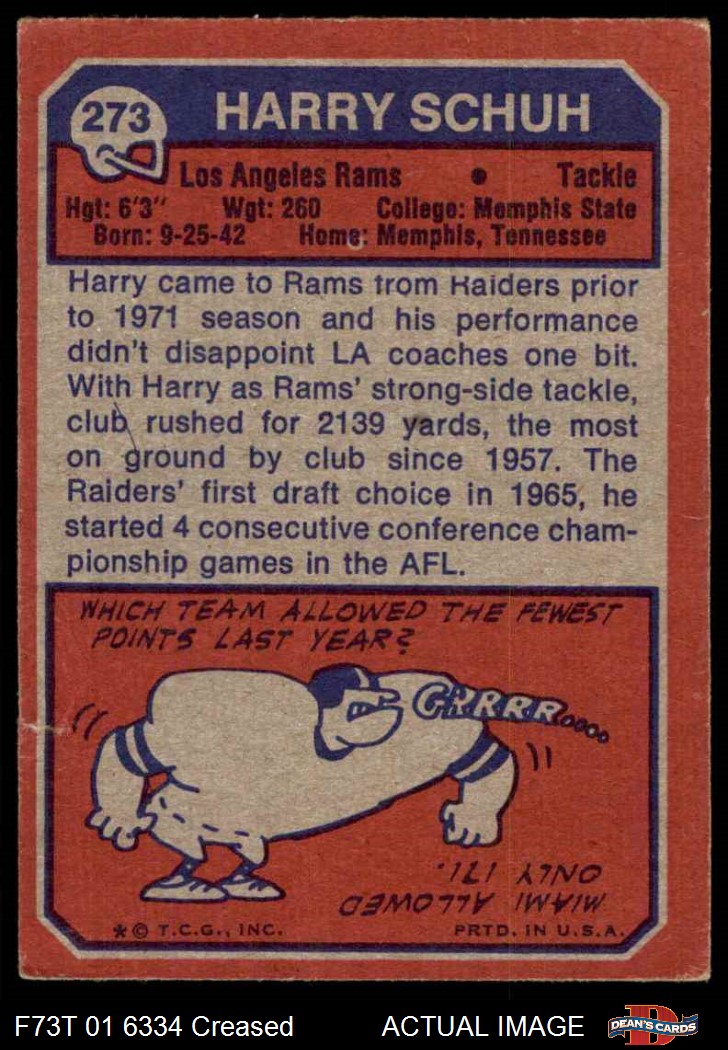 273
HARRY SCHUH
Los Angeles Rams • Tackle
Hgt: 6'3" Wgt: 260 College: Memphis State
Born: 9-25-42 Home: Memphis, Tennessee
Harry came to Rams from Raiders prior
to 1971 season and his performance
didn't disappoint LA coaches one bit.
With Harry as Rams' strong-side tackle,
club rushed for 2139 yards, the most
on ground by club since 1957. The
Raiders' first draft choice in 1965, he
started 4 consecutive conference cham-
pionship games in the AFL.
WHICH TEAM ALLOWED THE FEWEST
POINTS LAST YEAR?
GRRRRR....
MIAMI ALLOWED
ONLY 171.
*© T.C.G., INC. PRTD. IN U.S.A.
F73T 01 6334 Creased ACTUAL IMAGE
DEAN'S CARDS